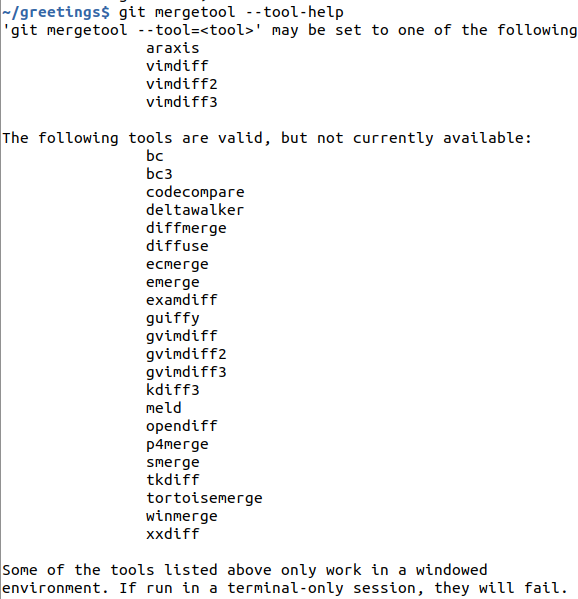 ~/greetings$ git mergetool --tool-help
'git mergetool --tool=<tool>' may be set to one of the following
araxis
vimdiff
vimdiff2
vimdiff3
The following tools are valid, but not currently available:
bc
bc3
codecompare
deltawalker
diffmerge
diffuse
ecmerge
emerge
examdiff
guiffy
gvimdiff
gvimdiff2
gvimdiff3
kdiff3
meld
opendiff
p4merge
smerge
tkdiff
tortoisemerge
winmerge
xxdiff
Some of the tools listed above only work in a windowed
environment. If run in a terminal-only session, they will fail.